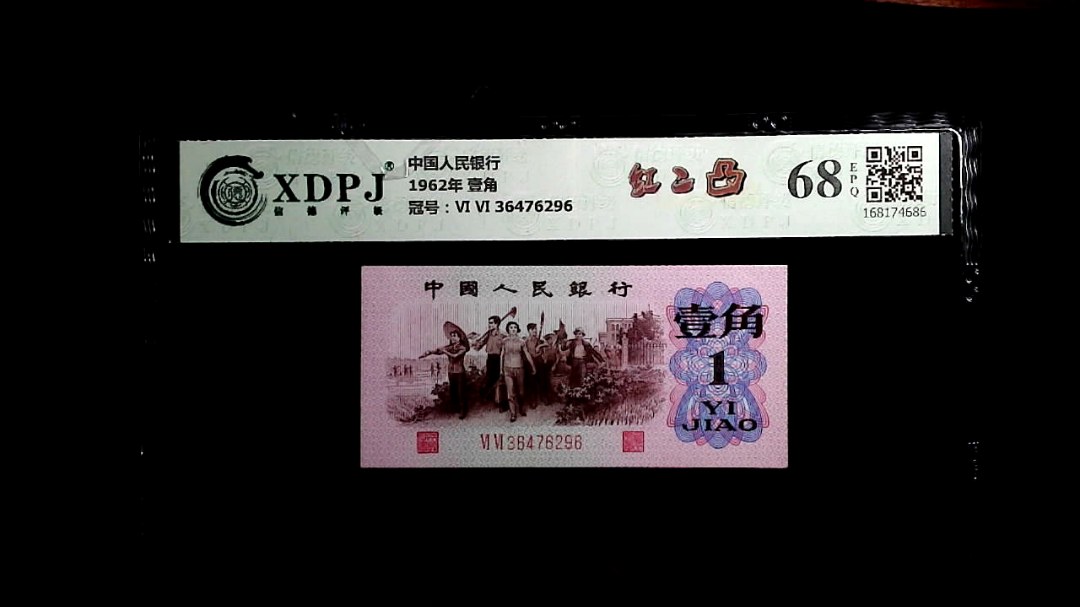 XDPJ®
信德评级
中国人民银行
1962年 壹角
冠号：VI VI 36476296
红二凸
68
EPQ
168174686
中國人民銀行
壹角
1
YI
JIAO
VI VI 36476296